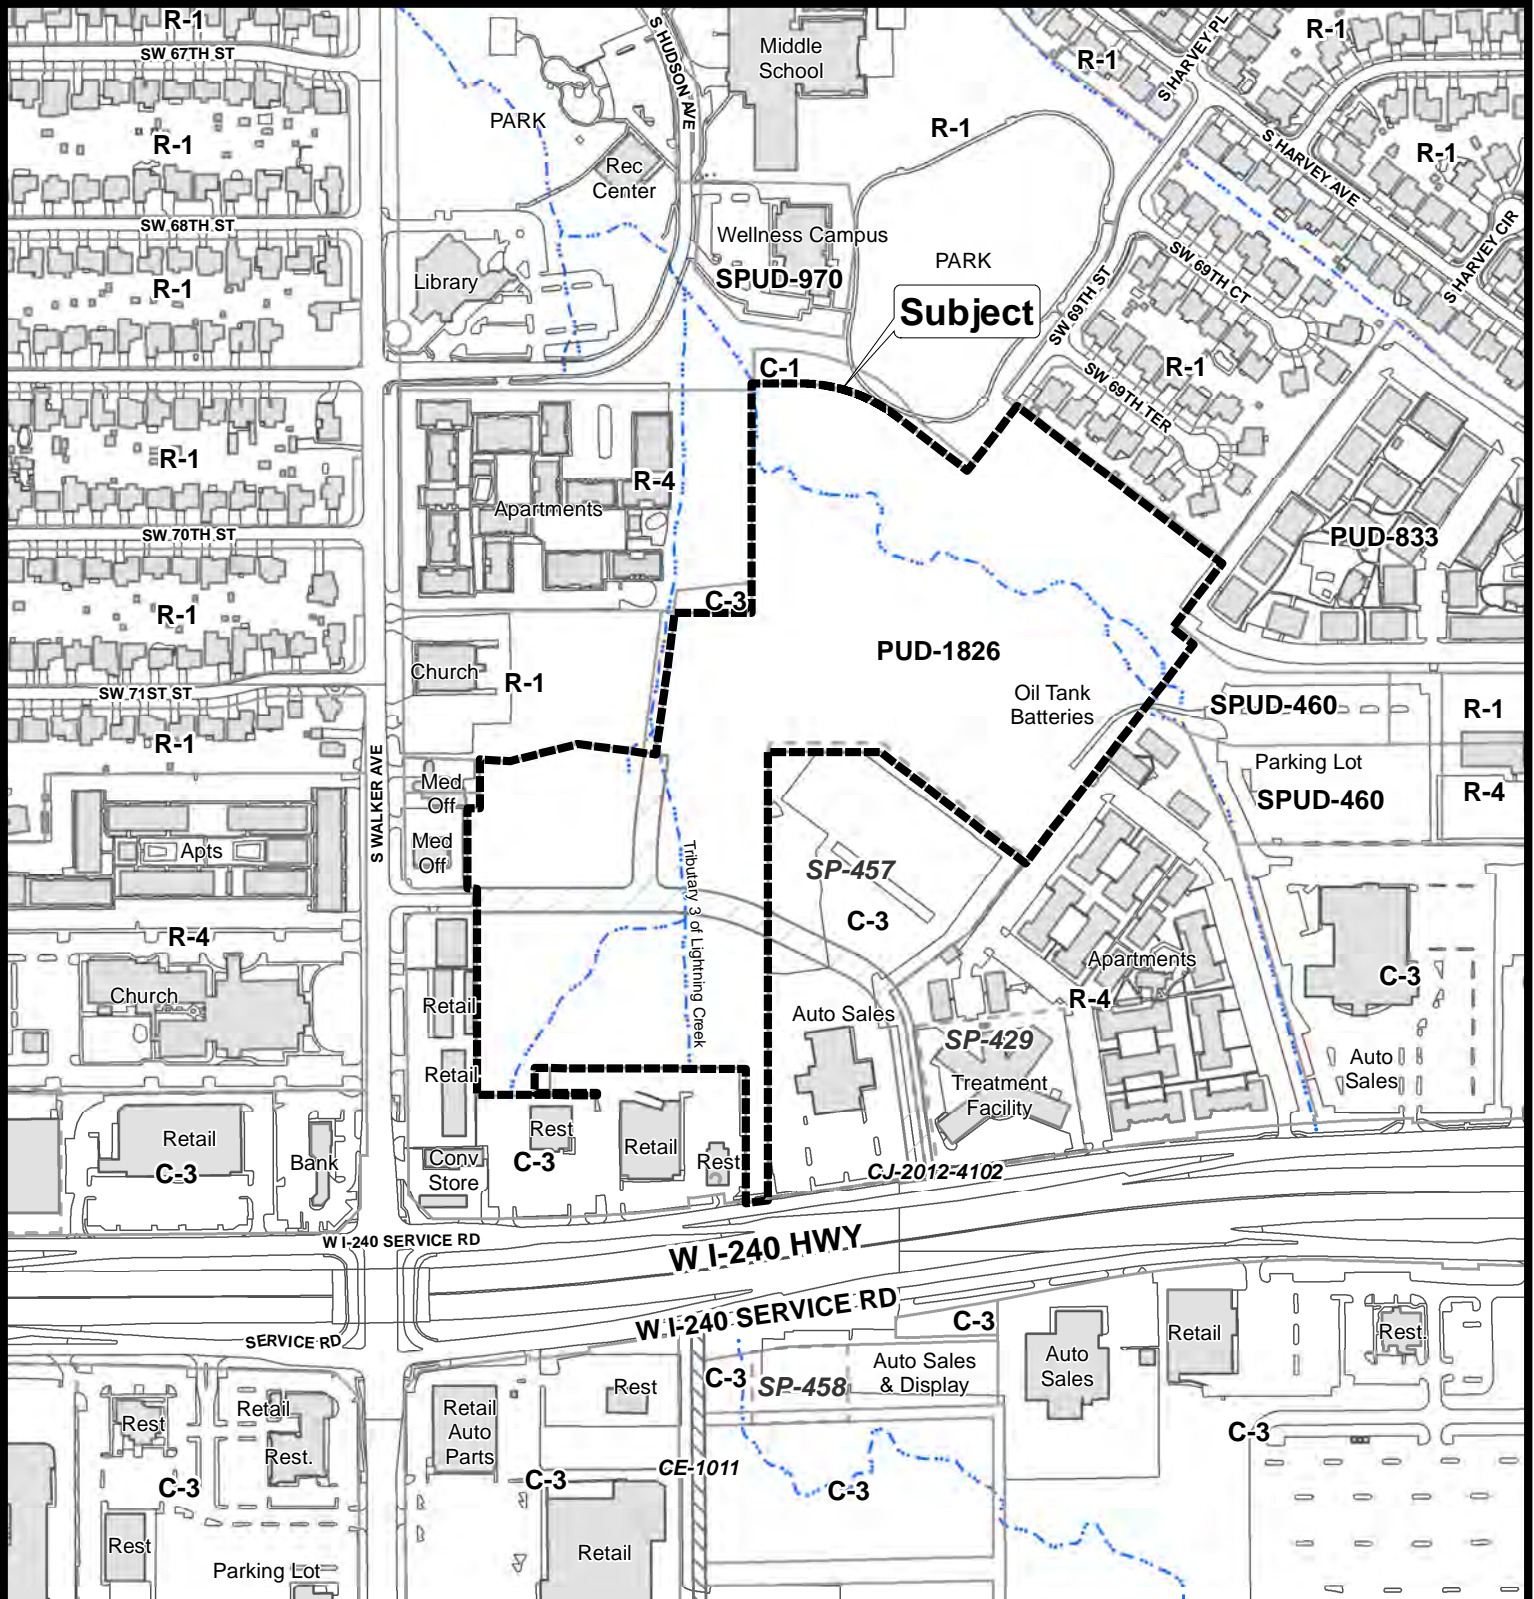 R-1
SW 67TH ST
R-1
SW 68TH ST
R-1
R-1
SW 70TH ST
R-1
SW 71ST ST
R-1
S HUDSON AVE
Middle
School
PARK
Rec
Center
Library
Wellness Campus
SPUD-970
R-1
PARK
R-1
S HARVEY PL
R-1
S HARVEY AVE
R-1
S HARVEY CIR
SW 69TH CT
SW 69TH ST
R-1
SW 69TH TER
Subject
C-1
R-4
Apartments
C-3
PUD-833
PUD-1826
Church
R-1
Oil Tank
Batteries
SPUD-460
R-1
Parking Lot
SPUD-460
R-4
S WALKER AVE
Med
Off
Med
Off
Apts
R-4
Church
Tributary 3 of Lightning Creek
SP-457
C-3
Apartments
R-4
C-3
Retail
Retail
Auto Sales
SP-429
Treatment
Facility
Auto
Sales
Retail
C-3
Bank
Conv
Store
Rest
C-3
Retail
Rest
CJ-2012-4102
W I-240 SERVICE RD
W I-240 HWY
W I-240 SERVICE RD
SERVICE RD
C-3
Rest
Retail
Rest.
C-3
Rest
Parking Lot
Retail
Auto
Parts
Rest
C-3
CE-1011
Retail
C-3
SP-458
Auto Sales
& Display
C-3
Auto
Sales
Retail
Rest.
C-3